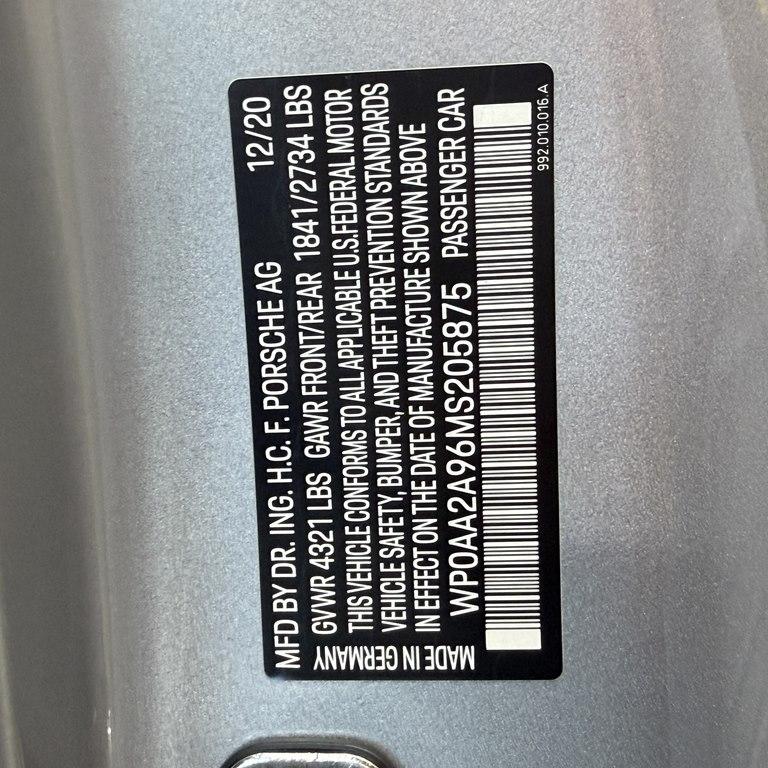 MFD BY DR. ING. H.C. F. PORSCHE AG 12/20
GVWR 4321 LBS GAWR FRONT/REAR 1841/2734 LBS
THIS VEHICLE CONFORMS TO ALL APPLICABLE U.S.FEDERAL MOTOR
VEHICLE SAFETY, BUMPER, AND THEFT PREVENTION STANDARDS
IN EFFECT ON THE DATE OF MANUFACTURE SHOWN ABOVE
WP0AA2A96MS205875 PASSENGER CAR
MADE IN GERMANY
992.010.016.A